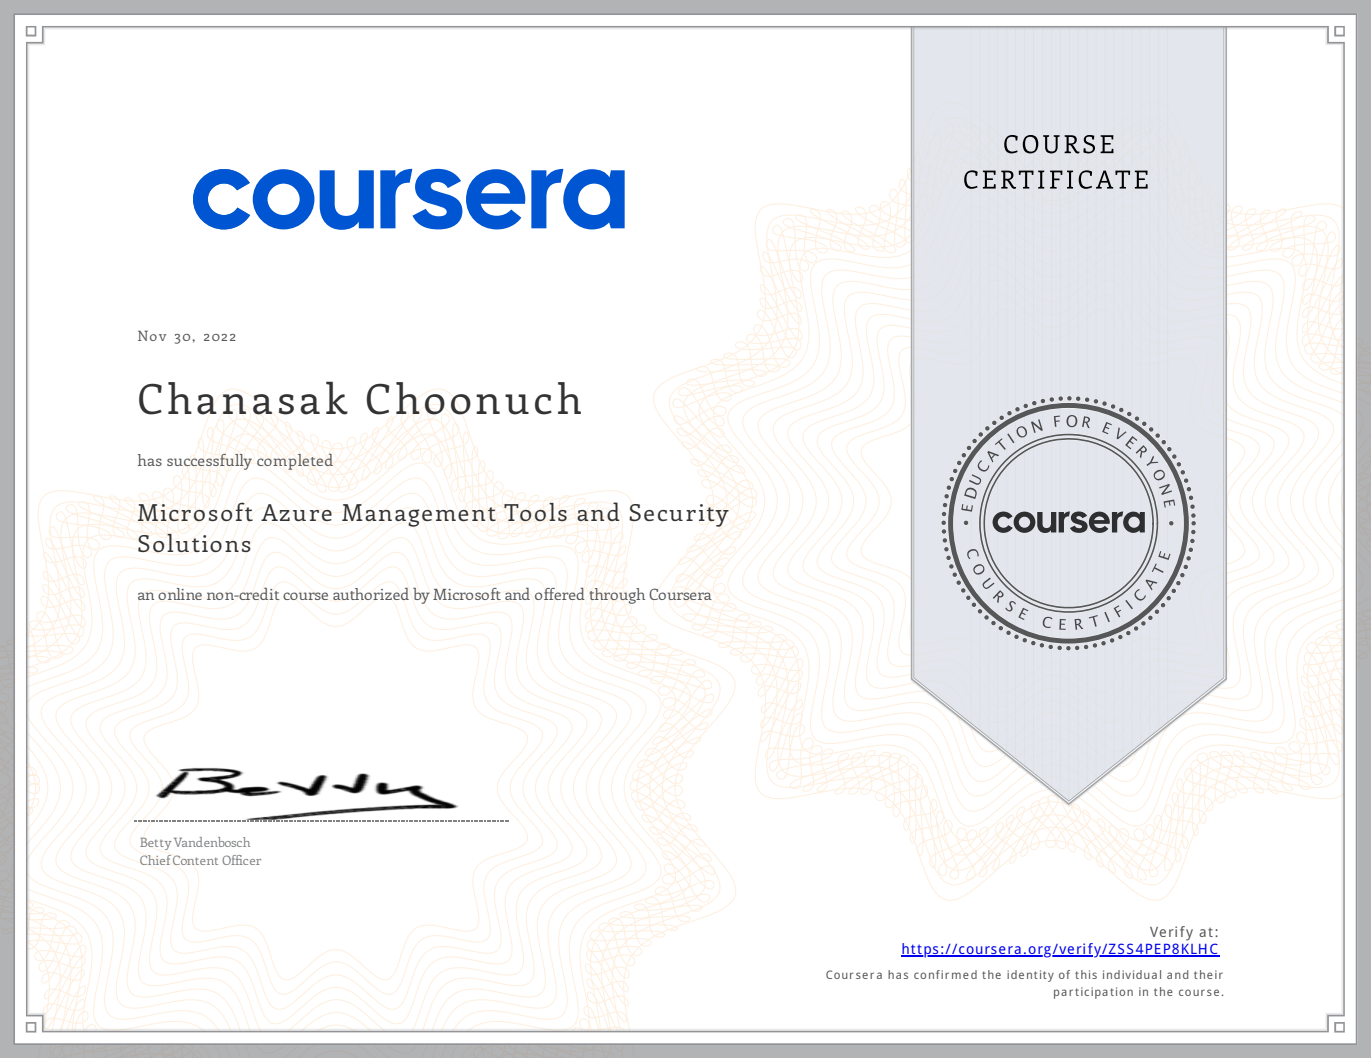 coursera
COURSE
CERTIFICATE
Nov 30, 2022
Chanasak Choonuch
has successfully completed
Microsoft Azure Management Tools and Security
Solutions
an online non-credit course authorized by Microsoft and offered through Coursera
EDUCATION FOR EVERYONE
coursera
COURSE CERTIFICATE
Betty
Betty Vandenbosch
Chief Content Officer
Verify at:
https://coursera.org/verify/ZSS4PEP8KLHC
Coursera has confirmed the identity of this individual and their
participation in the course.